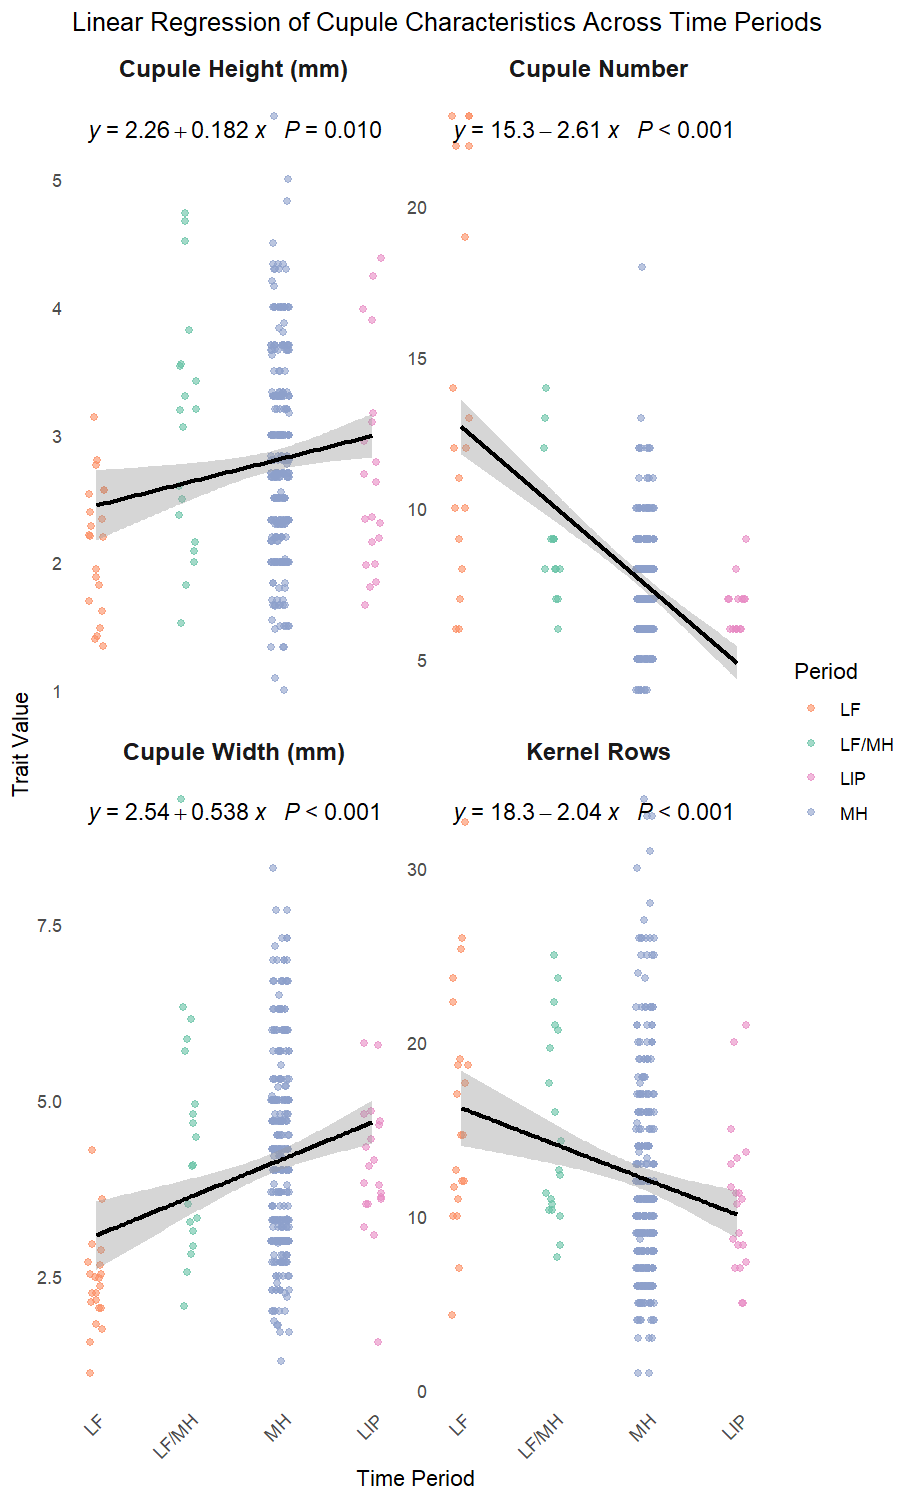 Linear Regression of Cupule Characteristics Across Time Periods
Cupule Height (mm)
y = 2.26 + 0.182 x P = 0.010
5
4
3
2
1
Cupule Number
y = 15.3 − 2.61 x P < 0.001
20
15
10
5
Trait Value
Cupule Width (mm)
y = 2.54 + 0.538 x P < 0.001
7.5
5.0
2.5
LF
LF/MH
MH
LIP
Kernel Rows
y = 18.3 − 2.04 x P < 0.001
30
20
10
0
LF
LF/MH
MH
LIP
Time Period
Period
LF
LF/MH
LIP
MH